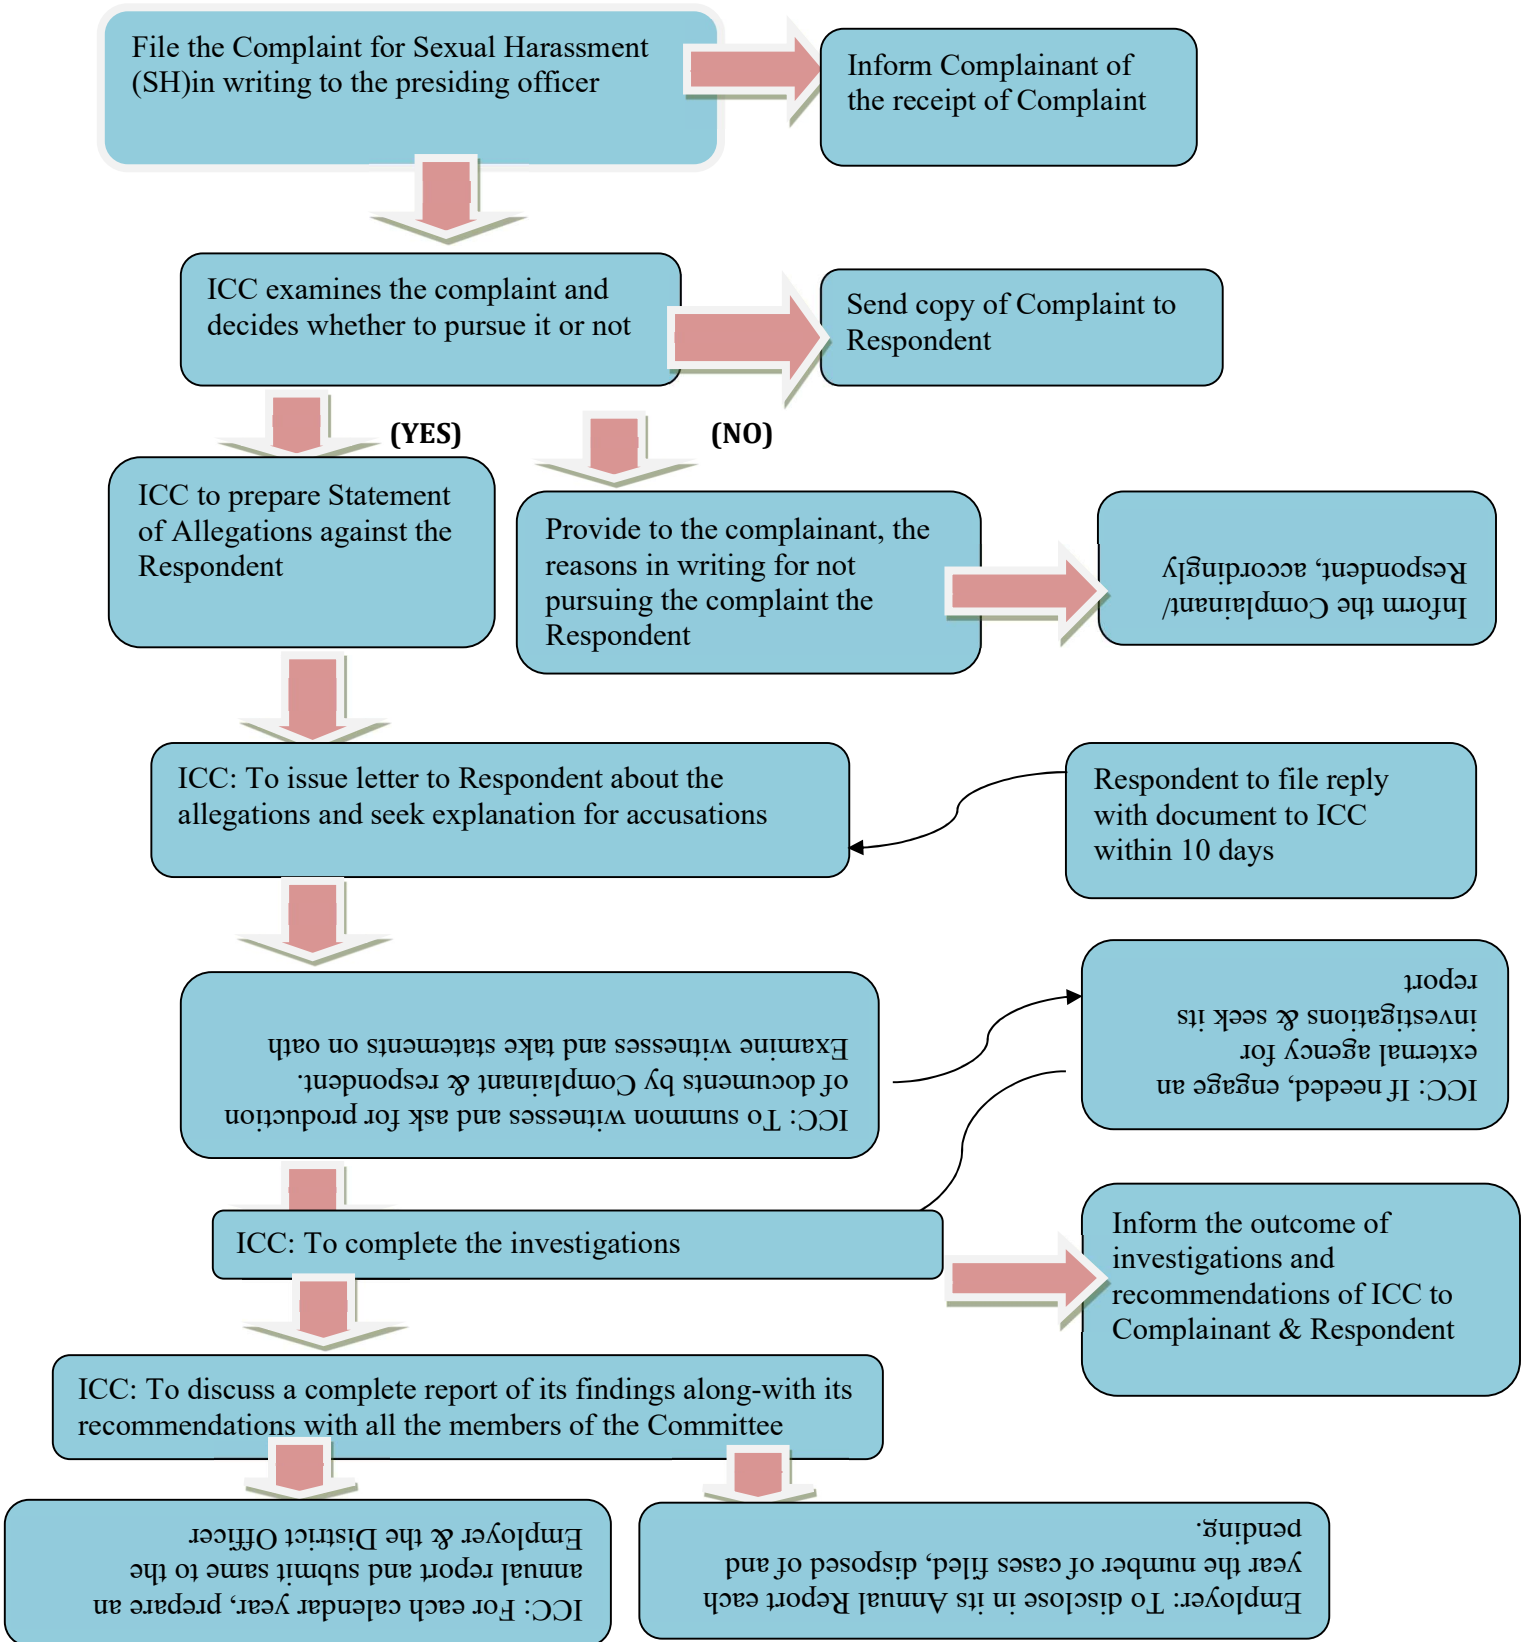 File the Complaint for Sexual Harassment
(SH)in writing to the presiding officer
Inform Complainant of
the receipt of Complaint
ICC examines the complaint and
decides whether to pursue it or not
Send copy of Complaint to
Respondent
(YES)
(NO)
ICC to prepare Statement
of Allegations against the
Respondent
Provide to the complainant, the
reasons in writing for not
pursuing the complaint the
Respondent
Inform the Complainant/
Respondent, accordingly
ICC: To issue letter to Respondent about the
allegations and seek explanation for accusations
Respondent to file reply
with document to ICC
within 10 days
ICC: To summon witnesses and ask for production
of documents by Complainant & respondent.
Examine witnesses and take statements on oath
ICC: If needed, engage an
external agency for
investigations & seek its
report
ICC: To complete the investigations
Inform the outcome of
investigations and
recommendations of ICC to
Complainant & Respondent
ICC: To discuss a complete report of its findings along-with its
recommendations with all the members of the Committee
ICC: For each calendar year, prepare an
annual report and submit same to the
Employer & the District Officer
Employer: To disclose in its Annual Report each
year the number of cases filed, disposed of and
pending.